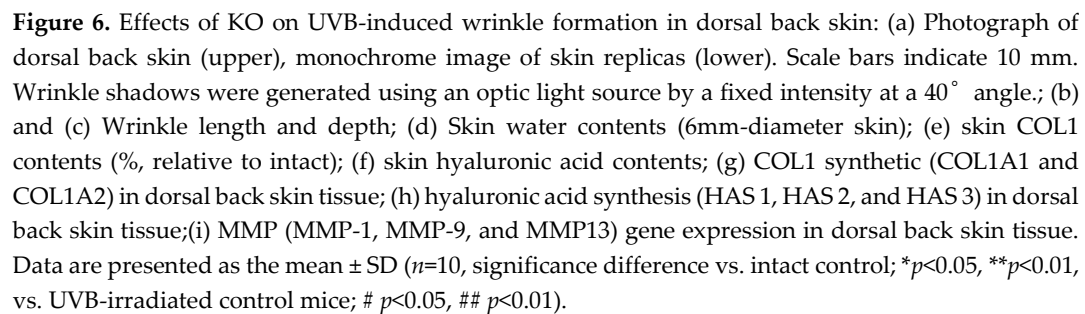 Figure 6. Effects of KO on UVB-induced wrinkle formation in dorsal back skin: (a) Photograph of
dorsal back skin (upper), monochrome image of skin replicas (lower). Scale bars indicate 10 mm.
Wrinkle shadows were generated using an optic light source by a fixed intensity at a 40° angle.; (b)
and (c) Wrinkle length and depth; (d) Skin water contents (6mm-diameter skin); (e) skin COL1
contents (%, relative to intact); (f) skin hyaluronic acid contents; (g) COL1 synthetic (COL1A1 and
COL1A2) in dorsal back skin tissue; (h) hyaluronic acid synthesis (HAS 1, HAS 2, and HAS 3) in dorsal
back skin tissue;(i) MMP (MMP-1, MMP-9, and MMP13) gene expression in dorsal back skin tissue.
Data are presented as the mean ± SD (n=10, significance difference vs. intact control; *p<0.05, **p<0.01,
vs. UVB-irradiated control mice; # p<0.05, ## p<0.01).